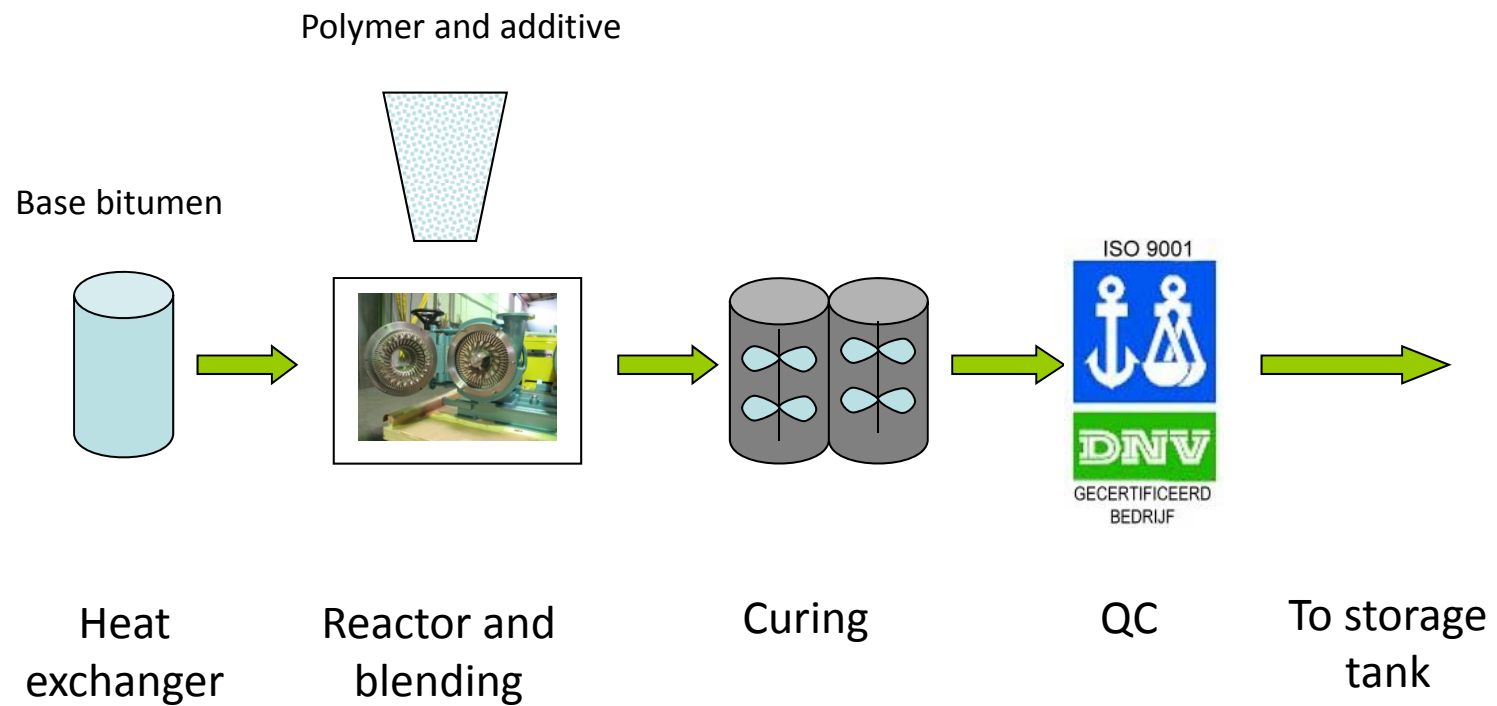 Polymer and additive
Base bitumen
ISO 9001
DNV
GECERTIFICEERD
BEDRIJF
Heat
exchanger
Reactor and
blending
Curing
QC
To storage
tank